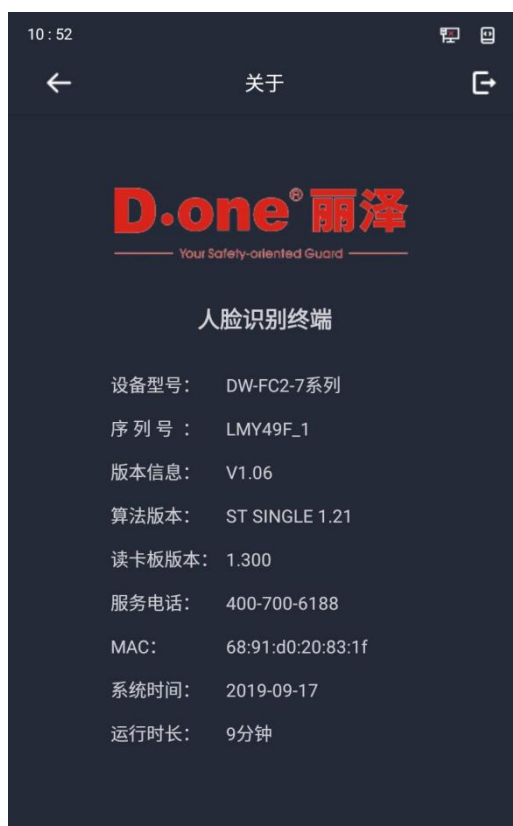 10 : 52
关于
D·one®丽泽
Your Safety-oriented Guard
人脸识别终端
设备型号： DW-FC2-7系列
序 列 号 ： LMY49F_1
版本信息： V1.06
算法版本： ST SINGLE 1.21
读卡板版本： 1.300
服务电话： 400-700-6188
MAC： 68:91:d0:20:83:1f
系统时间： 2019-09-17
运行时长： 9分钟